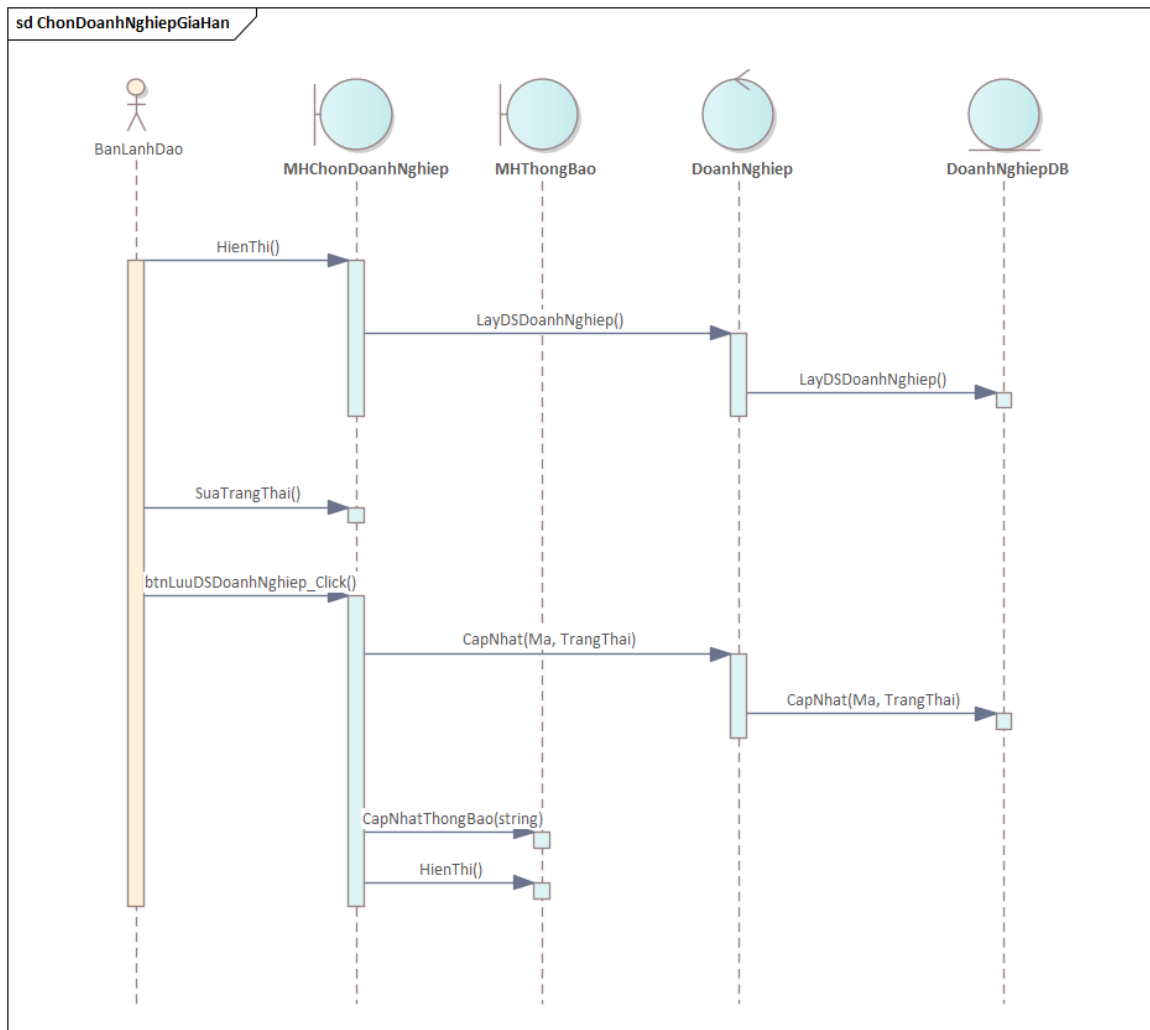 sd ChonDoanhNghiepGiaHan
BanLanhDao
MHChonDoanhNghiep
MHThongBao
DoanhNghiep
DoanhNghiepDB
HienThi()
LayDSDoanhNghiep()
LayDSDoanhNghiep()
SuaTrangThai()
btnLuuDSDoanhNghiep_Click()
CapNhat(Ma, TrangThai)
CapNhat(Ma, TrangThai)
CapNhatThongBao(string)
HienThi()